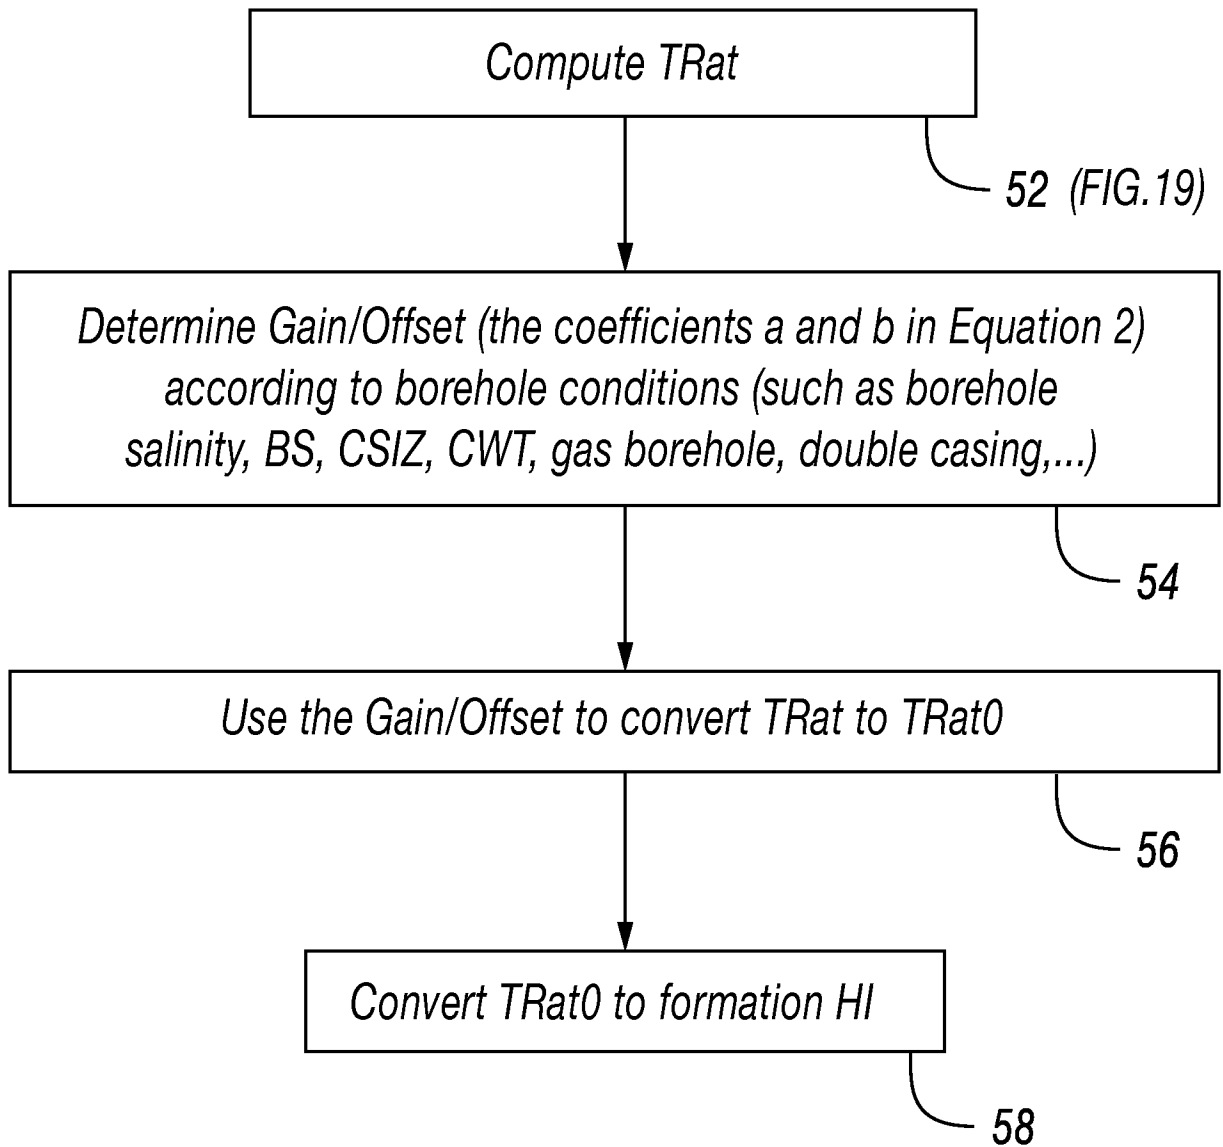 Compute TRat
52 (FIG.19)
Determine Gain/Offset (the coefficients a and b in Equation 2)
according to borehole conditions (such as borehole
salinity, BS, CSIZ, CWT, gas borehole, double casing,...)
54
Use the Gain/Offset to convert TRat to TRat0
56
Convert TRat0 to formation HI
58